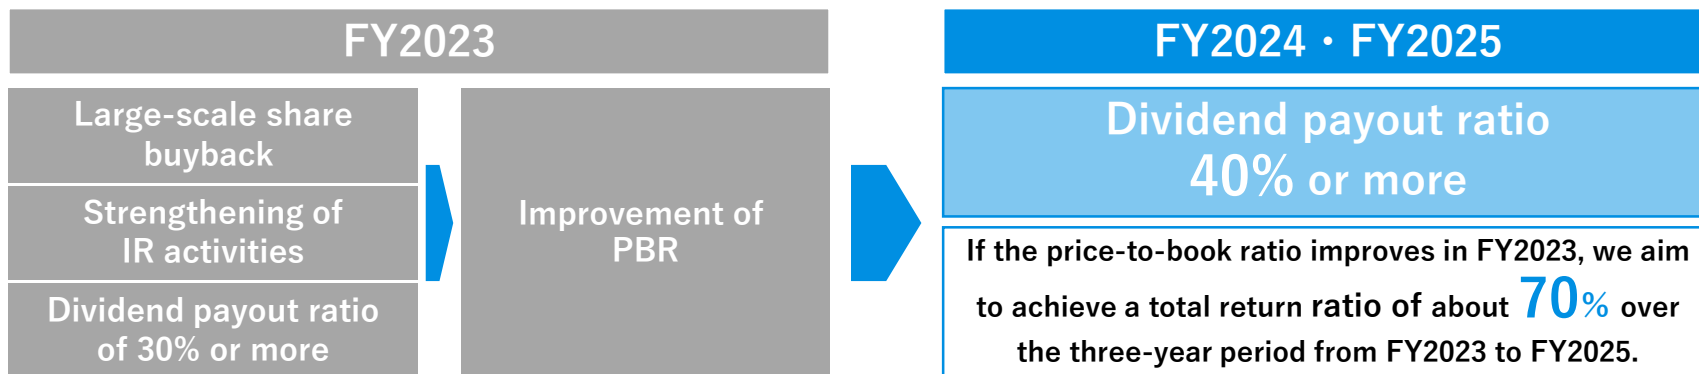 FY2023
Large-scale share
buyback
Strengthening of
IR activities
Dividend payout ratio
of 30% or more
Improvement of
PBR
FY2024・FY2025
Dividend payout ratio
40% or more
If the price-to-book ratio improves in FY2023, we aim
to achieve a total return ratio of about 70% over
the three-year period from FY2023 to FY2025.